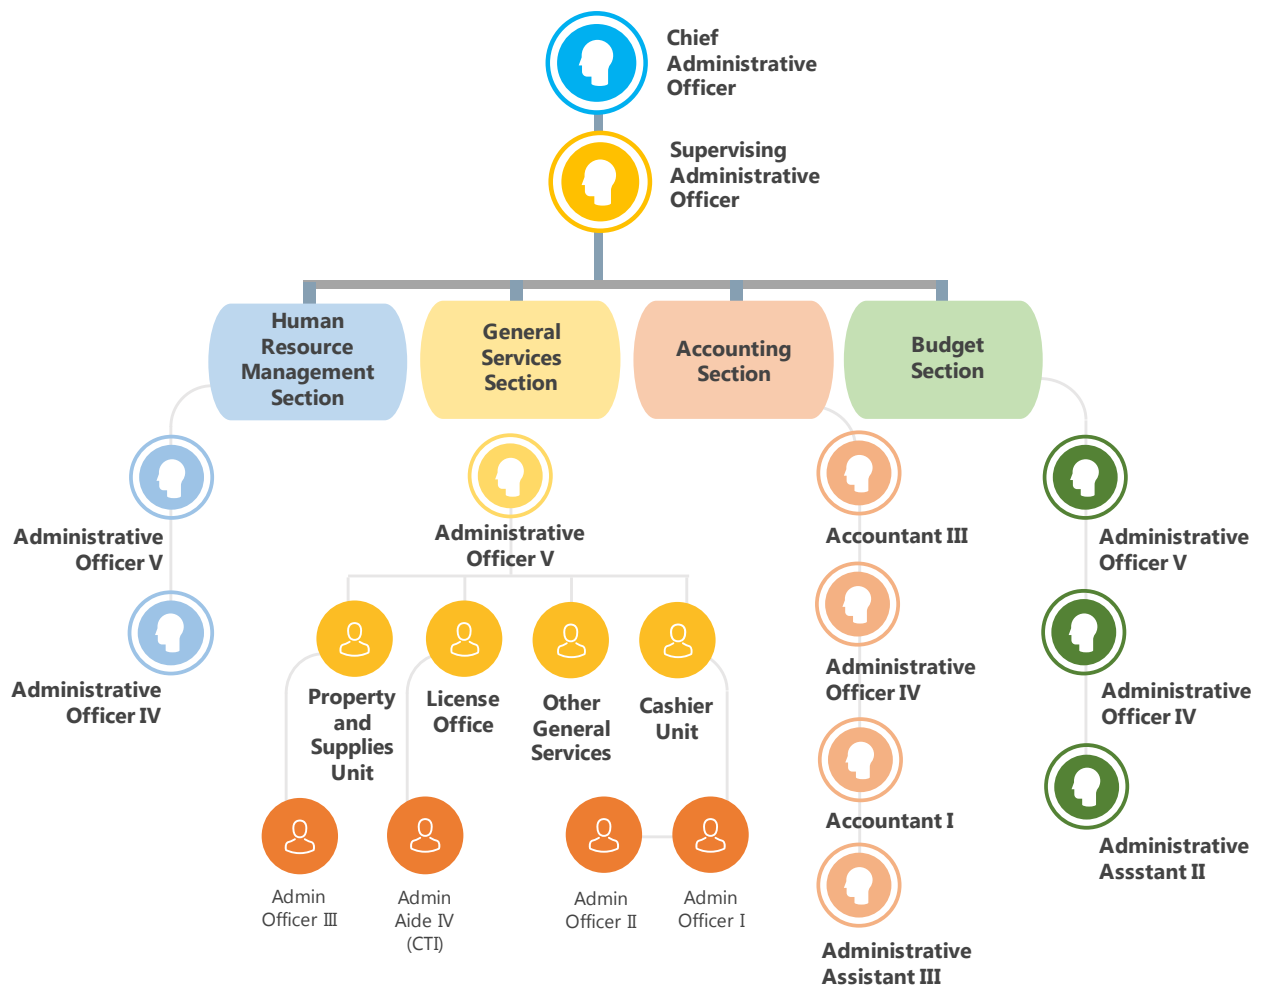 Chief
Administrative
Officer
Supervising
Administrative
Officer
Human
Resource
Management
Section
General
Services
Section
Accounting
Section
Budget
Section
Administrative
Officer V
Administrative
Officer IV
Administrative
Officer V
Property
and
Supplies
Unit
License
Office
Other
General
Services
Cashier
Unit
Admin
Officer III
Admin
Aide IV
(CTI)
Admin
Officer II
Admin
Officer I
Accountant III
Administrative
Officer IV
Accountant I
Administrative
Assistant III
Administrative
Officer V
Administrative
Officer IV
Administrative
Assstant II